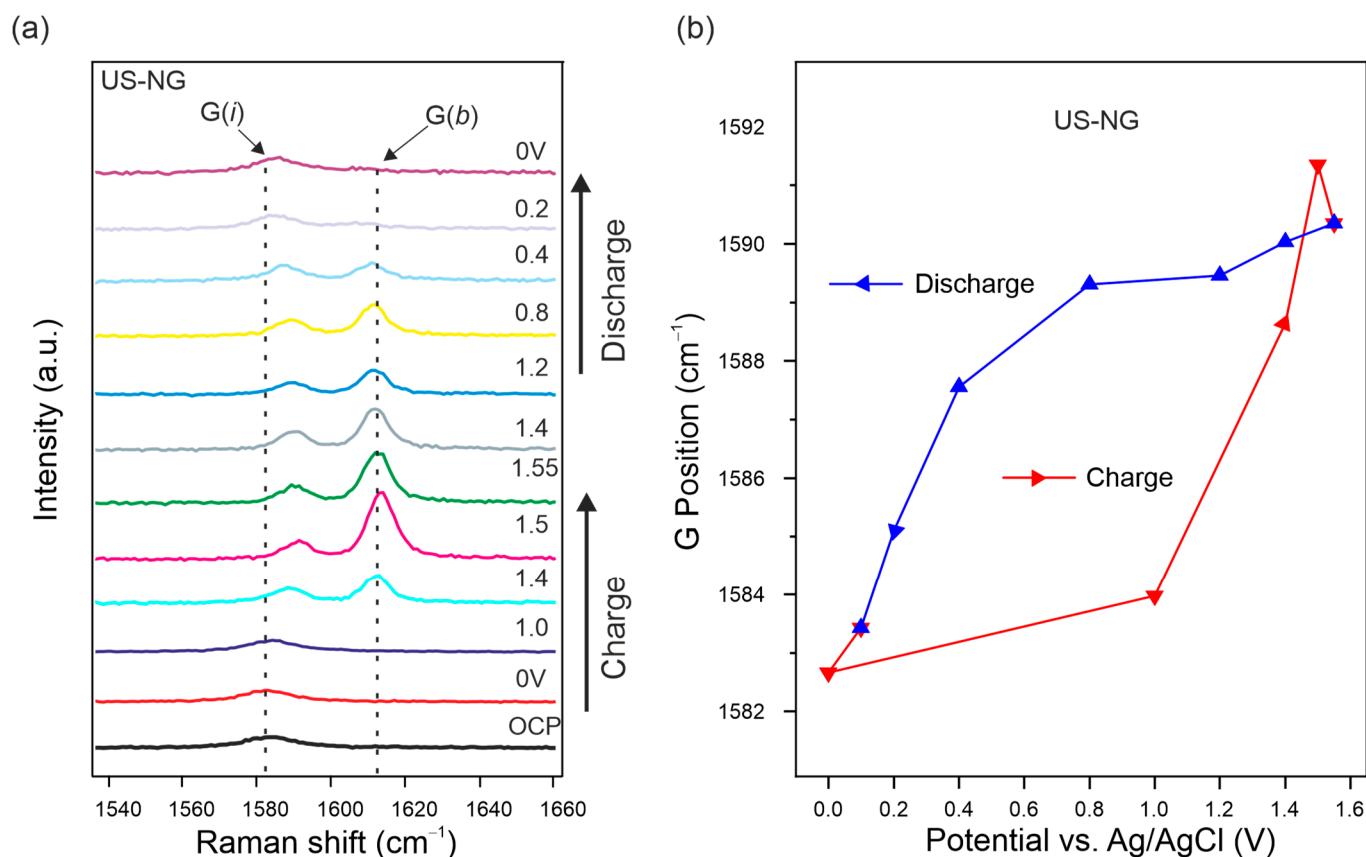 (a)
US-NG
G(i)
G(b)
0V
0.2
0.4
0.8
1.2
1.4
1.55
1.5
1.4
1.0
0V
OCP
Discharge
Charge
Intensity (a.u.)
1540 1560 1580 1600 1620 1640 1660
Raman shift (cm⁻¹)
(b)
US-NG
Discharge
Charge
1592
1590
1588
1586
1584
1582
G Position (cm⁻¹)
0.0 0.2 0.4 0.6 0.8 1.0 1.2 1.4 1.6
Potential vs. Ag/AgCl (V)